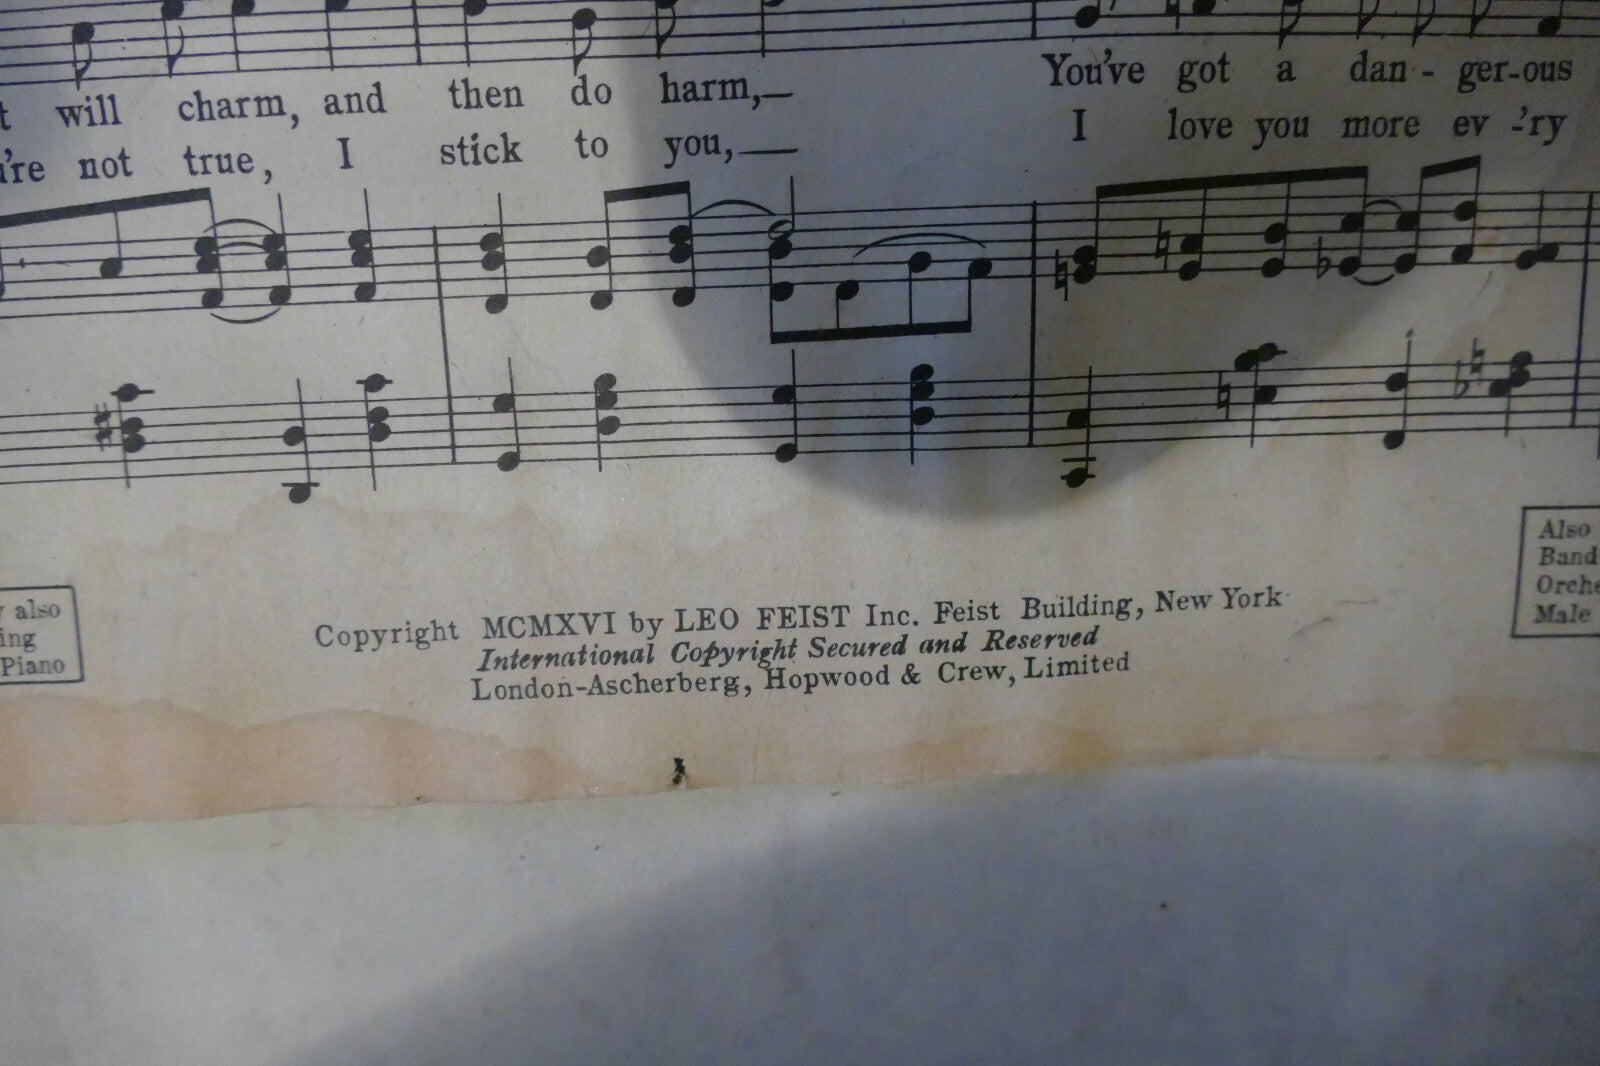 t will charm, and then do harm,— You've got a dan - ger-ous
u're not true, I stick to you,— I love you more ev -'ry
y also
ing
Piano
Copyright MCMXVI by LEO FEIST Inc. Feist Building, New York
International Copyright Secured and Reserved
London-Ascherberg, Hopwood & Crew, Limited
Also
Band
Orche
Male